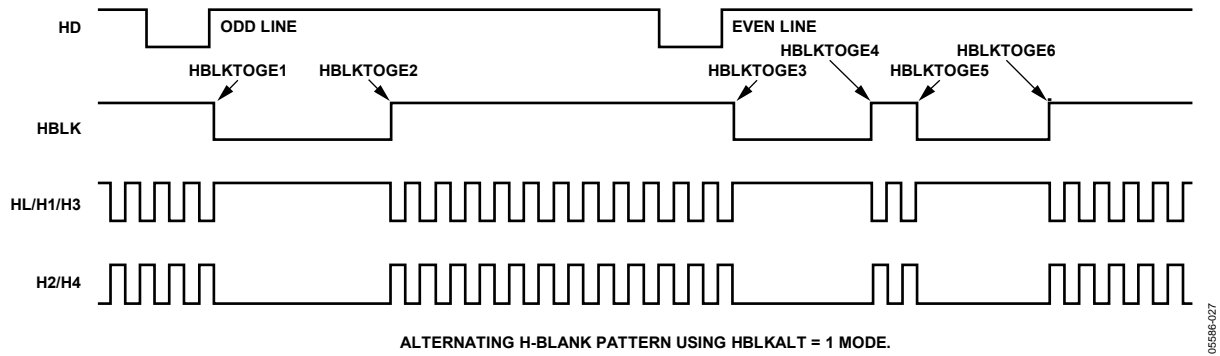 HD
ODD LINE
EVEN LINE
HBLKTOGE1
HBLKTOGE2
HBLKTOGE3
HBLKTOGE4
HBLKTOGE5
HBLKTOGE6
HBLK
HL/H1/H3
H2/H4
ALTERNATING H-BLANK PATTERN USING HBLKALT = 1 MODE.
05586-027